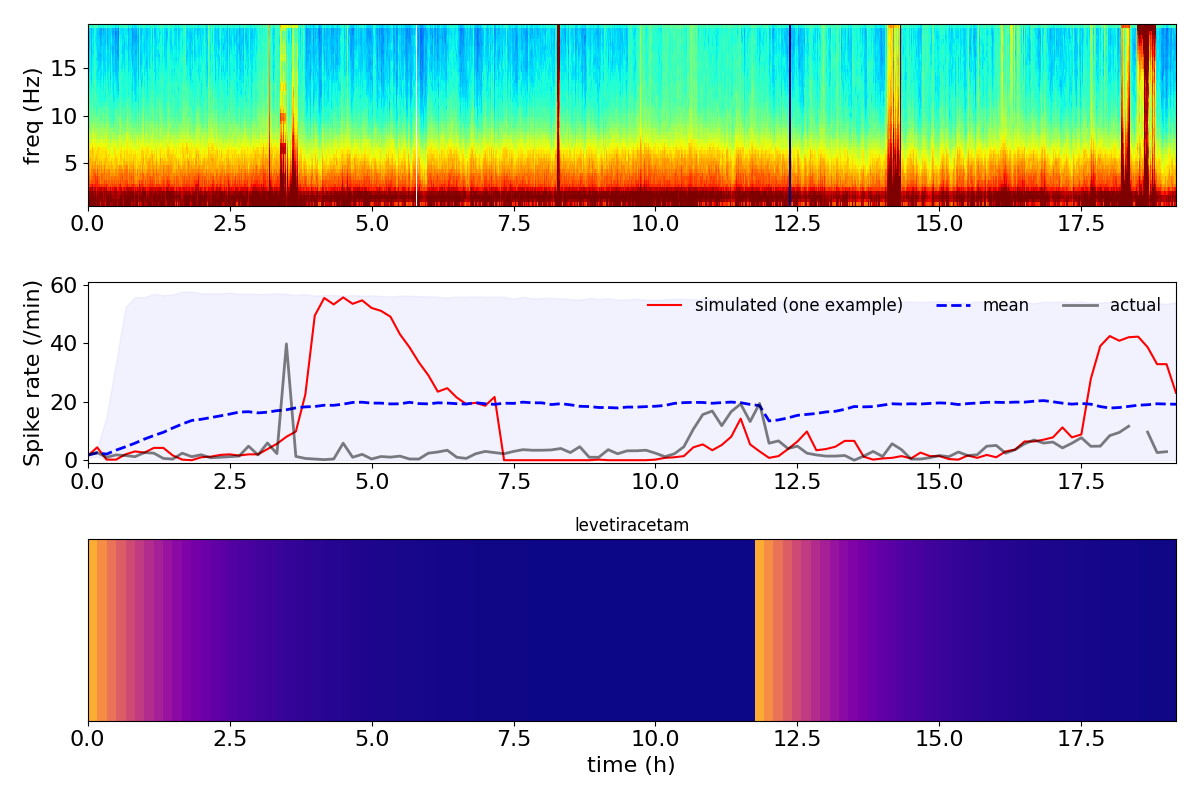 freq (Hz)
15
10
5
0.0 2.5 5.0 7.5 10.0 12.5 15.0 17.5
Spike rate (/min)
60
40
20
0
simulated (one example) mean actual
0.0 2.5 5.0 7.5 10.0 12.5 15.0 17.5
levetiracetam
0.0 2.5 5.0 7.5 10.0 12.5 15.0 17.5
time (h)